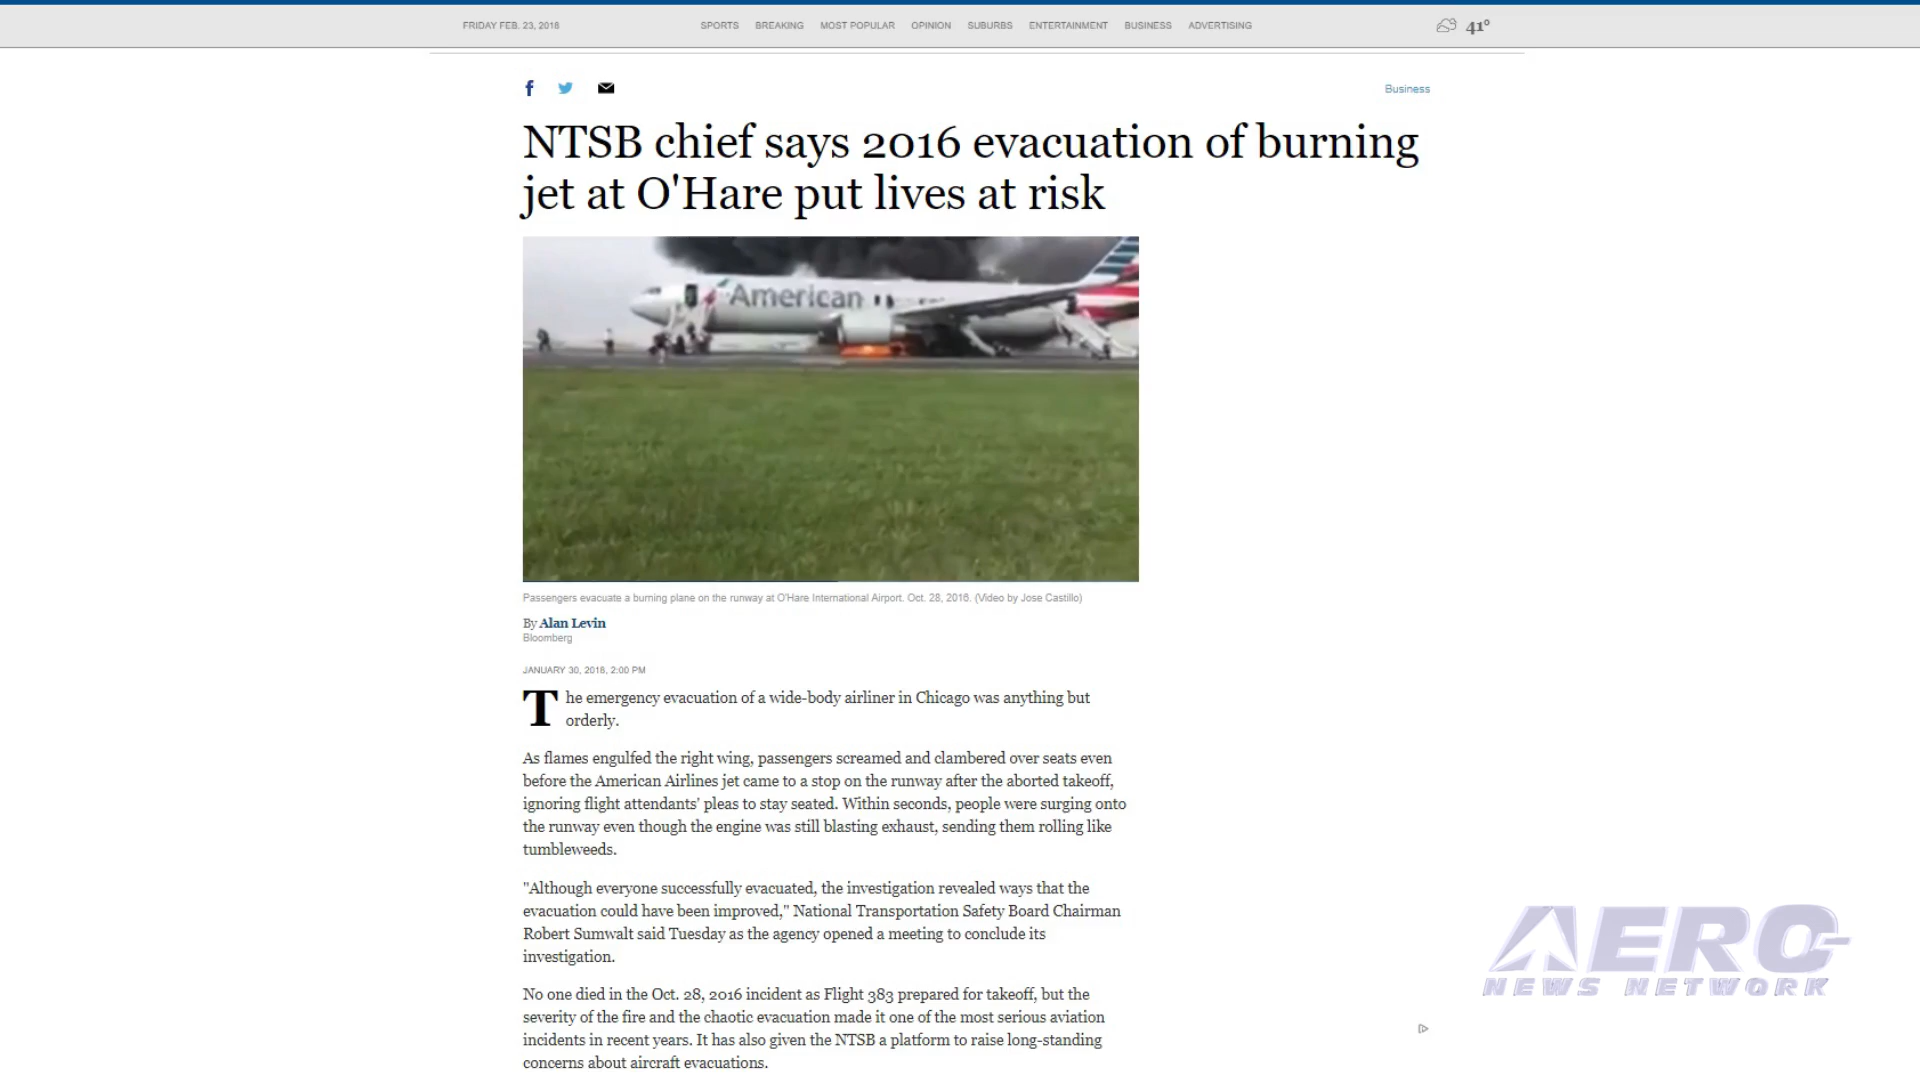 FRIDAY FEB. 23, 2018
SPORTS BREAKING MOST POPULAR OPINION SUBURBS ENTERTAINMENT BUSINESS ADVERTISING
41°
Business
NTSB chief says 2016 evacuation of burning
jet at O'Hare put lives at risk
American
Passengers evacuate a burning plane on the runway at O'Hare International Airport. Oct. 28, 2016. (Video by Jose Castillo)
By Alan Levin
Bloomberg
JANUARY 30, 2018, 2:00 PM
The emergency evacuation of a wide-body airliner in Chicago was anything but
orderly.
As flames engulfed the right wing, passengers screamed and clambered over seats even
before the American Airlines jet came to a stop on the runway after the aborted takeoff,
ignoring flight attendants' pleas to stay seated. Within seconds, people were surging onto
the runway even though the engine was still blasting exhaust, sending them rolling like
tumbleweeds.
"Although everyone successfully evacuated, the investigation revealed ways that the
evacuation could have been improved," National Transportation Safety Board Chairman
Robert Sumwalt said Tuesday as the agency opened a meeting to conclude its
investigation.
No one died in the Oct. 28, 2016 incident as Flight 383 prepared for takeoff, but the
severity of the fire and the chaotic evacuation made it one of the most serious aviation
incidents in recent years. It has also given the NTSB a platform to raise long-standing
concerns about aircraft evacuations.
AERO
NEWS NETWORK